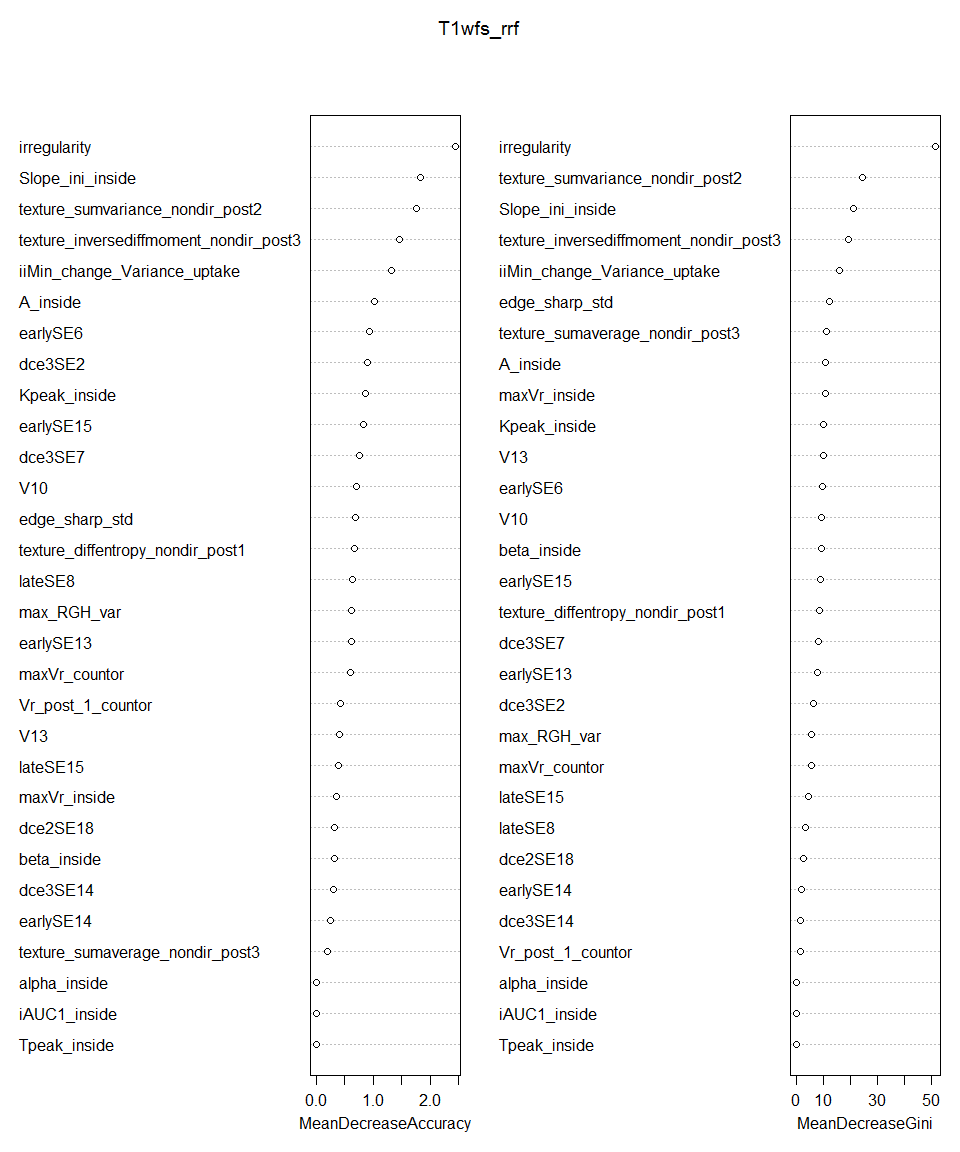 T1wfs_rrf
irregularity
Slope_ini_inside
texture_sumvariance_nondir_post2
texture_inversediffmoment_nondir_post3
iiMin_change_Variance_uptake
A_inside
earlySE6
dce3SE2
Kpeak_inside
earlySE15
dce3SE7
V10
edge_sharp_std
texture_diffentropy_nondir_post1
lateSE8
max_RGH_var
earlySE13
maxVr_countor
Vr_post_1_countor
V13
lateSE15
maxVr_inside
dce2SE18
beta_inside
dce3SE14
earlySE14
texture_sumaverage_nondir_post3
alpha_inside
iAUC1_inside
Tpeak_inside
0.0 1.0 2.0
MeanDecreaseAccuracy
irregularity
texture_sumvariance_nondir_post2
Slope_ini_inside
texture_inversediffmoment_nondir_post3
iiMin_change_Variance_uptake
edge_sharp_std
texture_sumaverage_nondir_post3
A_inside
maxVr_inside
Kpeak_inside
V13
earlySE6
V10
beta_inside
earlySE15
texture_diffentropy_nondir_post1
dce3SE7
earlySE13
dce3SE2
max_RGH_var
maxVr_countor
lateSE15
lateSE8
dce2SE18
earlySE14
dce3SE14
Vr_post_1_countor
alpha_inside
iAUC1_inside
Tpeak_inside
0 10 30 50
MeanDecreaseGini